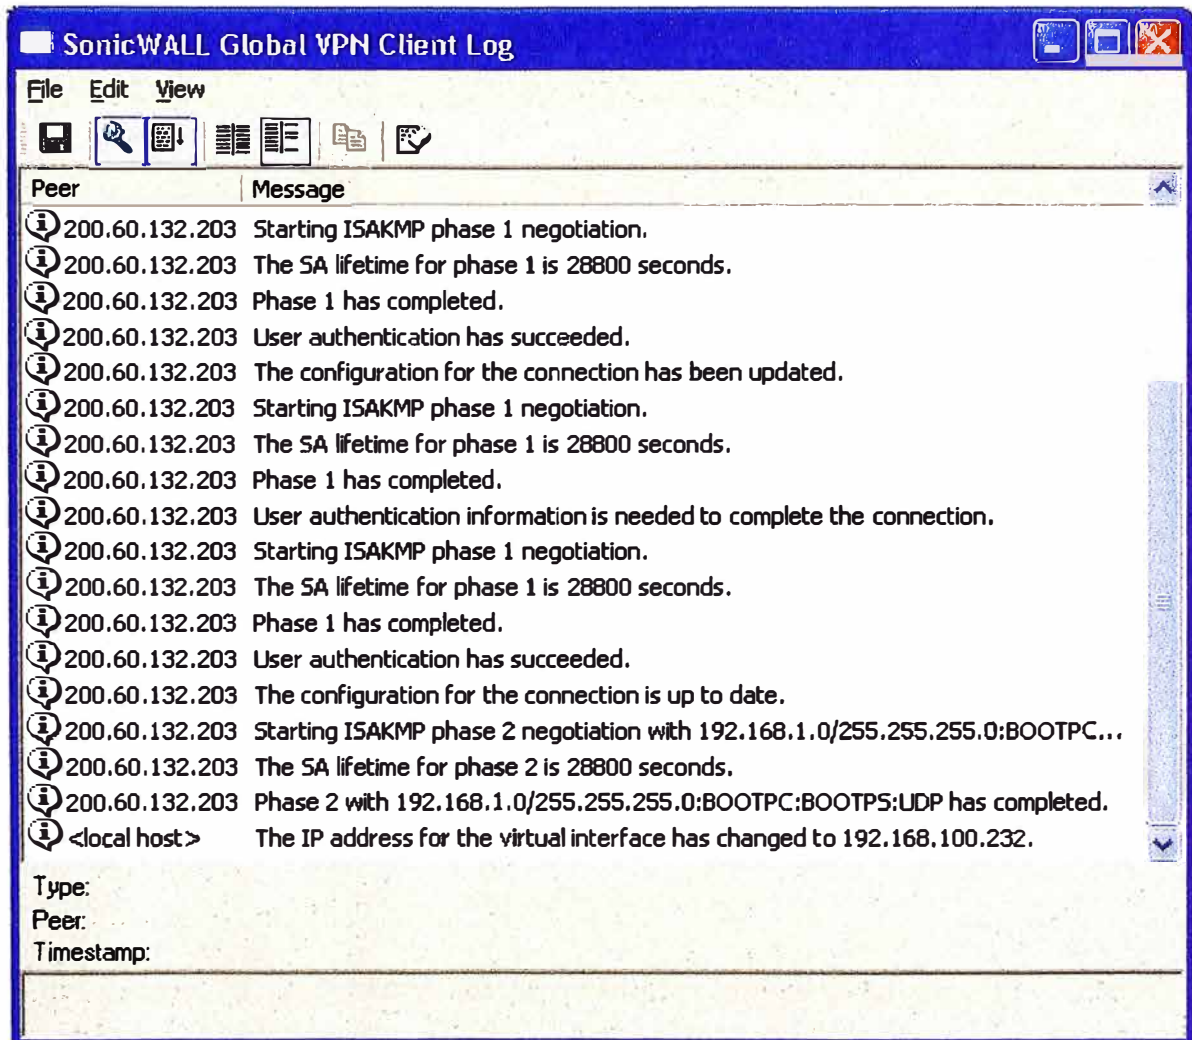 SonicWALL Global VPN Client Log
File Edit View
Peer Message
200.60.132.203 Starting ISAKMP phase 1 negotiation.
200.60.132.203 The SA lifetime for phase 1 is 28800 seconds.
200.60.132.203 Phase 1 has completed.
200.60.132.203 User authentication has succeeded.
200.60.132.203 The configuration for the connection has been updated.
200.60.132.203 Starting ISAKMP phase 1 negotiation.
200.60.132.203 The SA lifetime for phase 1 is 28800 seconds.
200.60.132.203 Phase 1 has completed.
200.60.132.203 User authentication information is needed to complete the connection.
200.60.132.203 Starting ISAKMP phase 1 negotiation.
200.60.132.203 The SA lifetime for phase 1 is 28800 seconds.
200.60.132.203 Phase 1 has completed.
200.60.132.203 User authentication has succeeded.
200.60.132.203 The configuration for the connection is up to date.
200.60.132.203 Starting ISAKMP phase 2 negotiation with 192.168.1.0/255.255.255.0:BOOTPC...
200.60.132.203 The SA lifetime for phase 2 is 28800 seconds.
200.60.132.203 Phase 2 with 192.168.1.0/255.255.255.0:BOOTPC:BOOTPS:UDP has completed.
<local host> The IP address for the virtual interface has changed to 192.168.100.232.
Type:
Peer:
Timestamp: